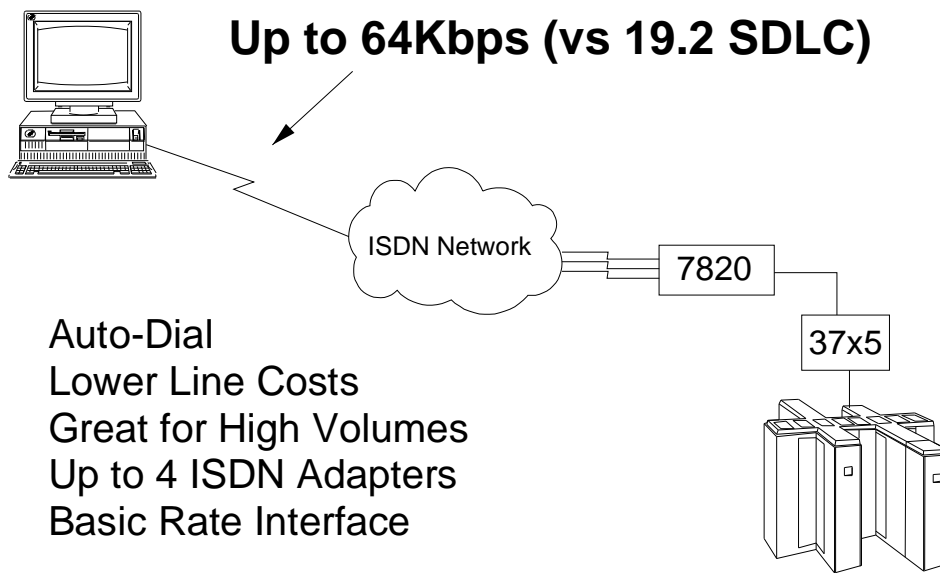 Up to 64Kbps (vs 19.2 SDLC)
ISDN Network
7820
37x5
Auto-Dial
Lower Line Costs
Great for High Volumes
Up to 4 ISDN Adapters
Basic Rate Interface